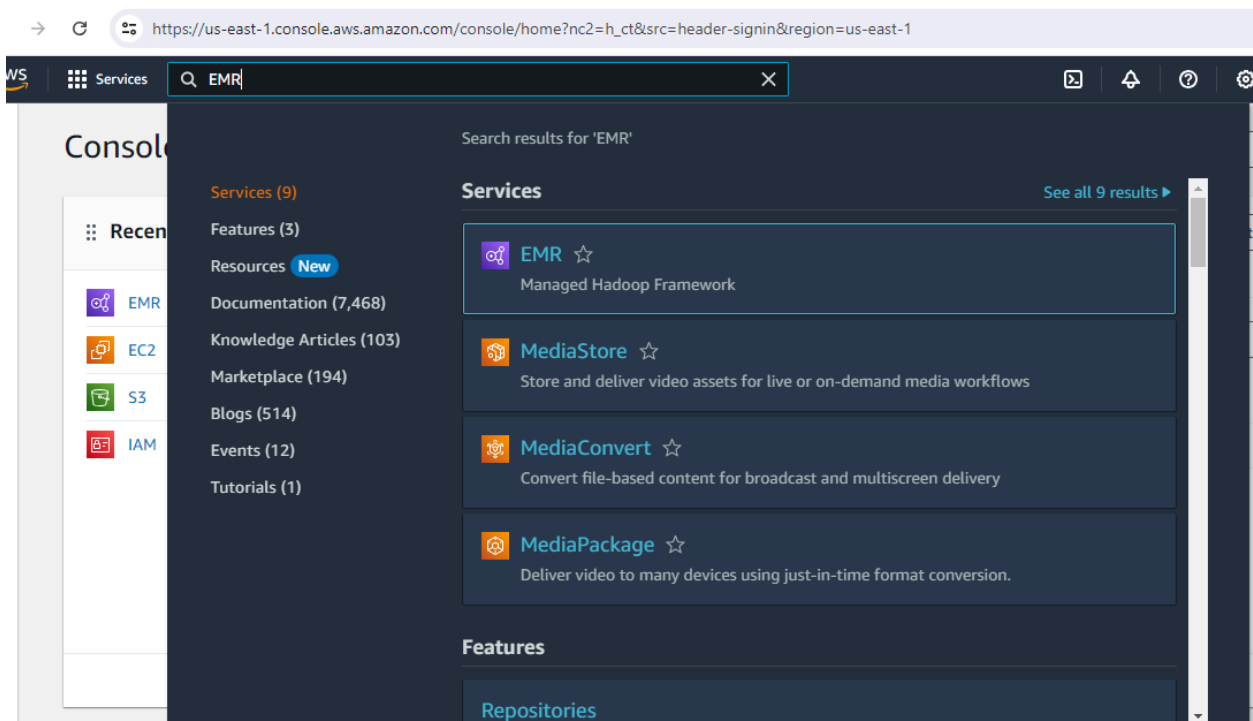 https://us-east-1.console.aws.amazon.com/console/home?nc2=h_ct&src=header-signin&region=us-east-1
Services
EMR
Search results for 'EMR'
Recen
EMR
EC2
S3
IAM
Services (9)
Features (3)
Resources New
Documentation (7,468)
Knowledge Articles (103)
Marketplace (194)
Blogs (514)
Events (12)
Tutorials (1)
Services
See all 9 results
EMR
Managed Hadoop Framework
MediaStore
Store and deliver video assets for live or on-demand media workflows
MediaConvert
Convert file-based content for broadcast and multiscreen delivery
MediaPackage
Deliver video to many devices using just-in-time format conversion.
Features
Repositories